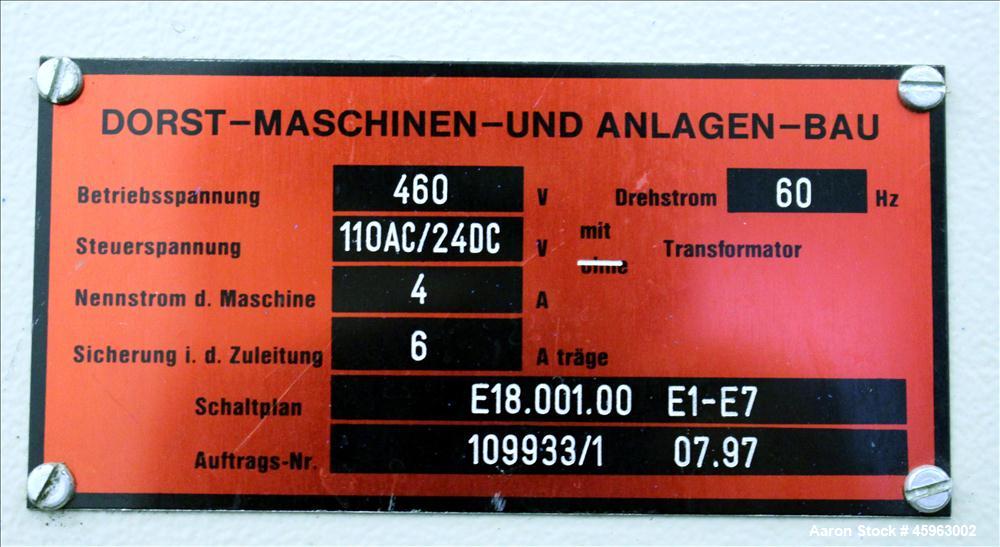 DORST-MASCHINEN-UND ANLAGEN-BAU
Betriebsspannung 460 V Drehstrom 60 Hz
Steuerspannung 110AC/24DC V mit ohne Transformator
Nennstrom d. Maschine 4 A
Sicherung i. d. Zuleitung 6 A träge
Schaltplan E18.001.00 E1-E7
Auftrags-Nr. 109933/1 07.97
Aaron Stock # 45963002